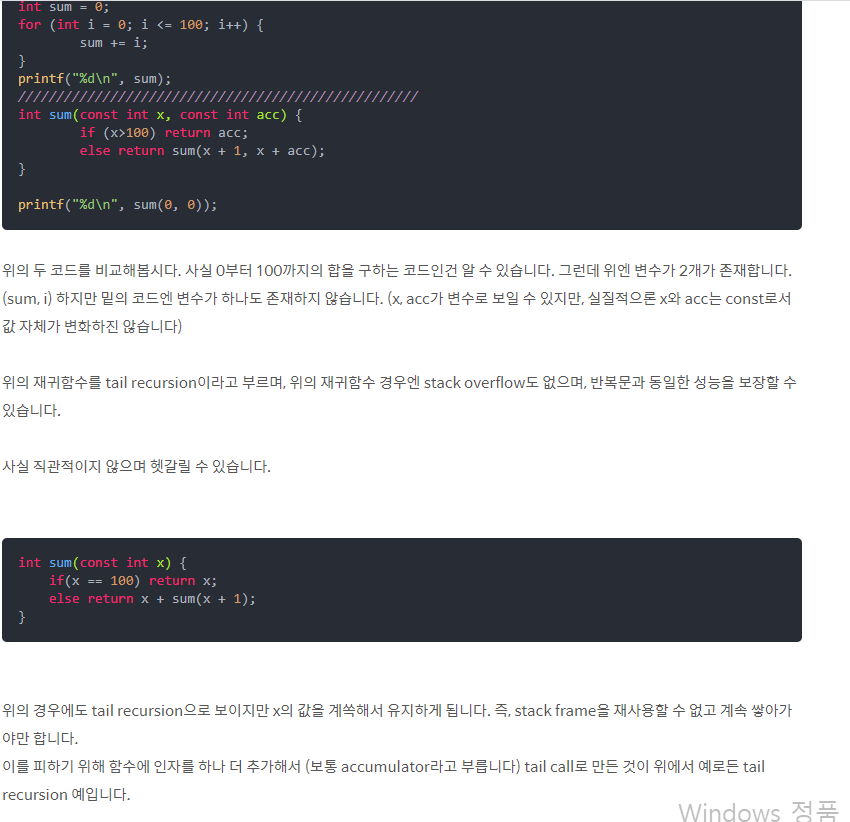 int sum = 0;
for (int i = 0; i <= 100; i++) {
        sum += i;
}
printf("%d\n", sum);
////////////////////////////////////////////////////
int sum(const int x, const int acc) {
        if (x>100) return acc;
        else return sum(x + 1, x + acc);
}
printf("%d\n", sum(0, 0));
위의 두 코드를 비교해봅시다. 사실 0부터 100까지의 합을 구하는 코드인건 알 수 있습니다. 그런데 위엔 변수가 2개가 존재합니다.
(sum, i) 하지만 밑의 코드엔 변수가 하나도 존재하지 않습니다. (x, acc가 변수로 보일 수 있지만, 실질적으론 x와 acc는 const로서
값 자체가 변화하진 않습니다)
위의 재귀함수를 tail recursion이라고 부르며, 위의 재귀함수 경우엔 stack overflow도 없으며, 반복문과 동일한 성능을 보장할 수
있습니다.
사실 직관적이지 않으며 헷갈릴 수 있습니다.
int sum(const int x) {
    if(x == 100) return x;
    else return x + sum(x + 1);
}
위의 경우에도 tail recursion으로 보이지만 x의 값을 계쏙해서 유지하게 됩니다. 즉, stack frame을 재사용할 수 없고 계속 쌓아가
야만 합니다.
이를 피하기 위해 함수에 인자를 하나 더 추가해서 (보통 accumulator라고 부릅니다) tail call로 만든 것이 위에서 예로든 tail
recursion 예입니다.
Windows 정품